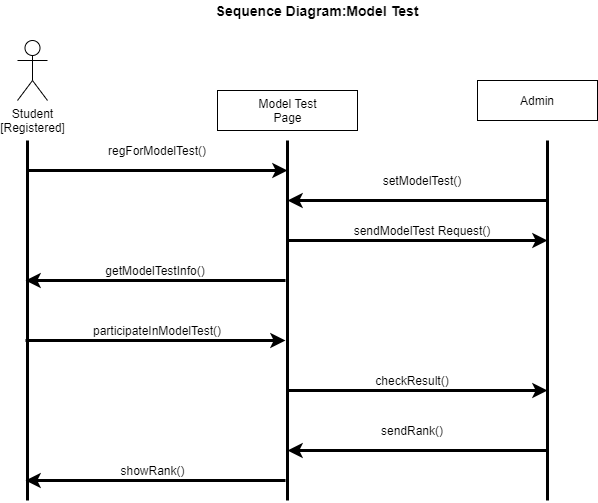 Sequence Diagram:Model Test
Student
[Registered]
Model Test
Page
Admin
regForModelTest()
setModelTest()
sendModelTest Request()
getModelTestInfo()
participateInModelTest()
checkResult()
sendRank()
showRank()